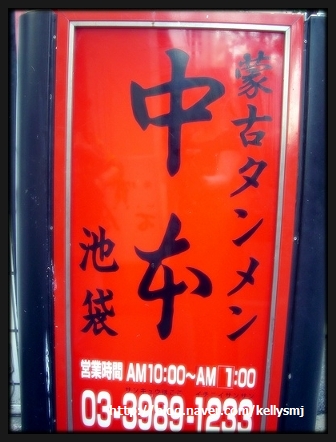 蒙古タンメン
中本
池袋
営業時間 AM10:00〜AM 1:00
03-3989-1233
http://blog.naver.com/kellysmj